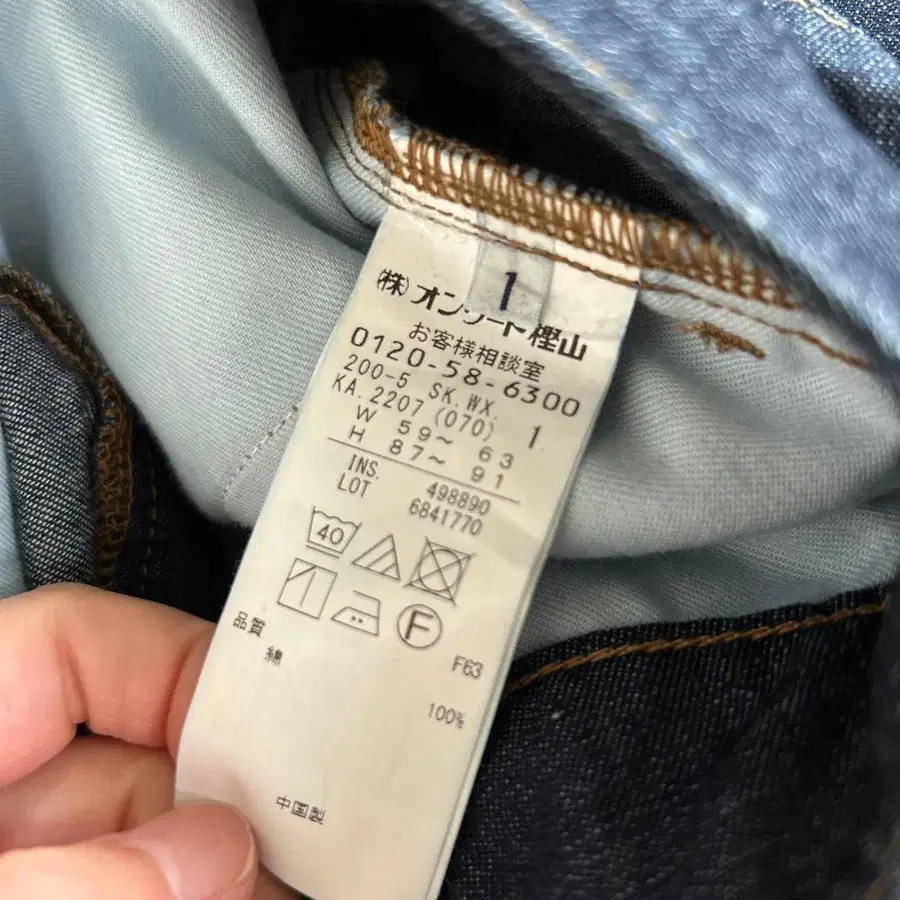 1
㈱オンワード樫山
お客様相談室
0120-58-6300
200-5 SK.WX.
KA.2207(070) 1
W 59~ 63
H 87~ 91
INS. 498890
LOT 6841770
40
F
品質 F63
綿 100%
中国製